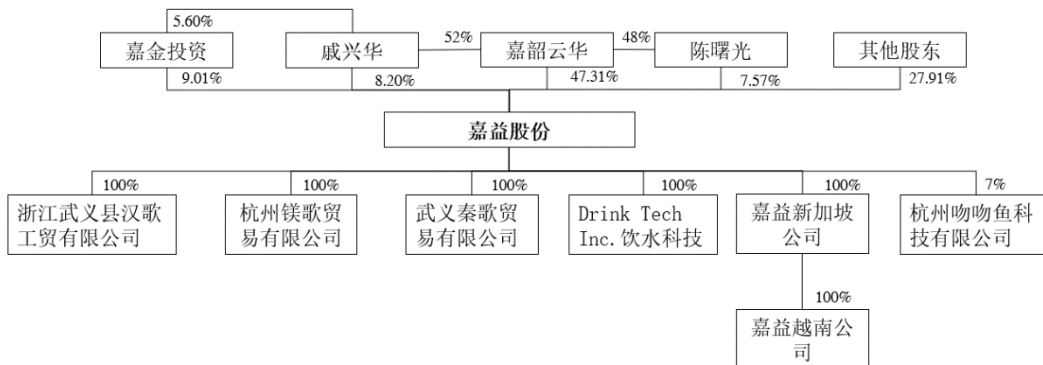 5.60%
嘉金投资
戚兴华
52%
嘉韶云华
48%
陈曙光
其他股东
9.01%
8.20%
47.31%
7.57%
27.91%
嘉益股份
100%
100%
100%
100%
100%
7%
浙江武义县汉歌
工贸有限公司
杭州镁歌贸
易有限公司
武义秦歌贸
易有限公司
Drink Tech
Inc.饮水科技
嘉益新加坡
公司
杭州吻吻鱼科
技有限公司
100%
嘉益越南公
司